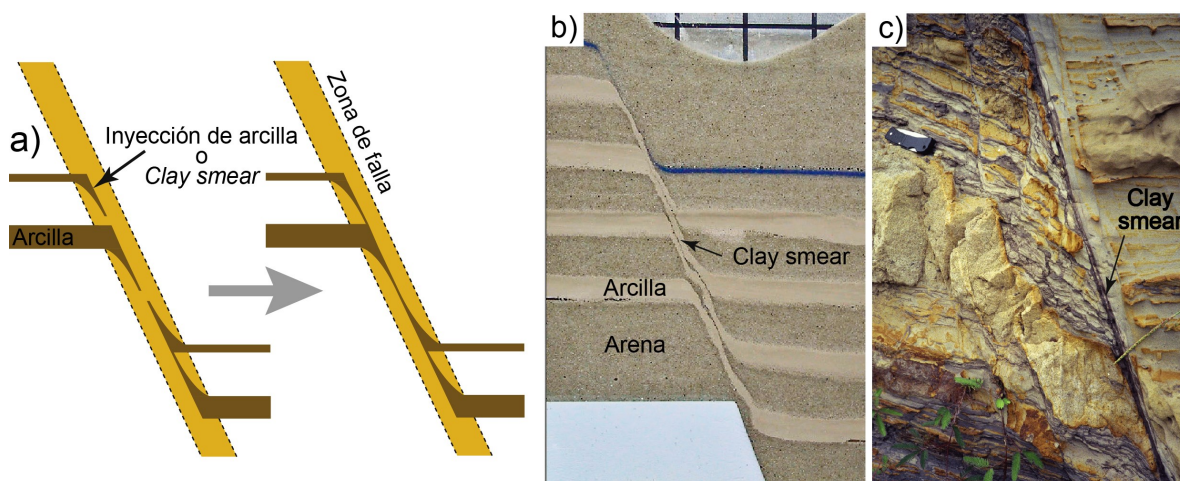 a)
Inyección de arcilla
o
Clay smear
Arcilla
Zona de falla
b)
Clay smear
Arcilla
Arena
c)
Clay
smear